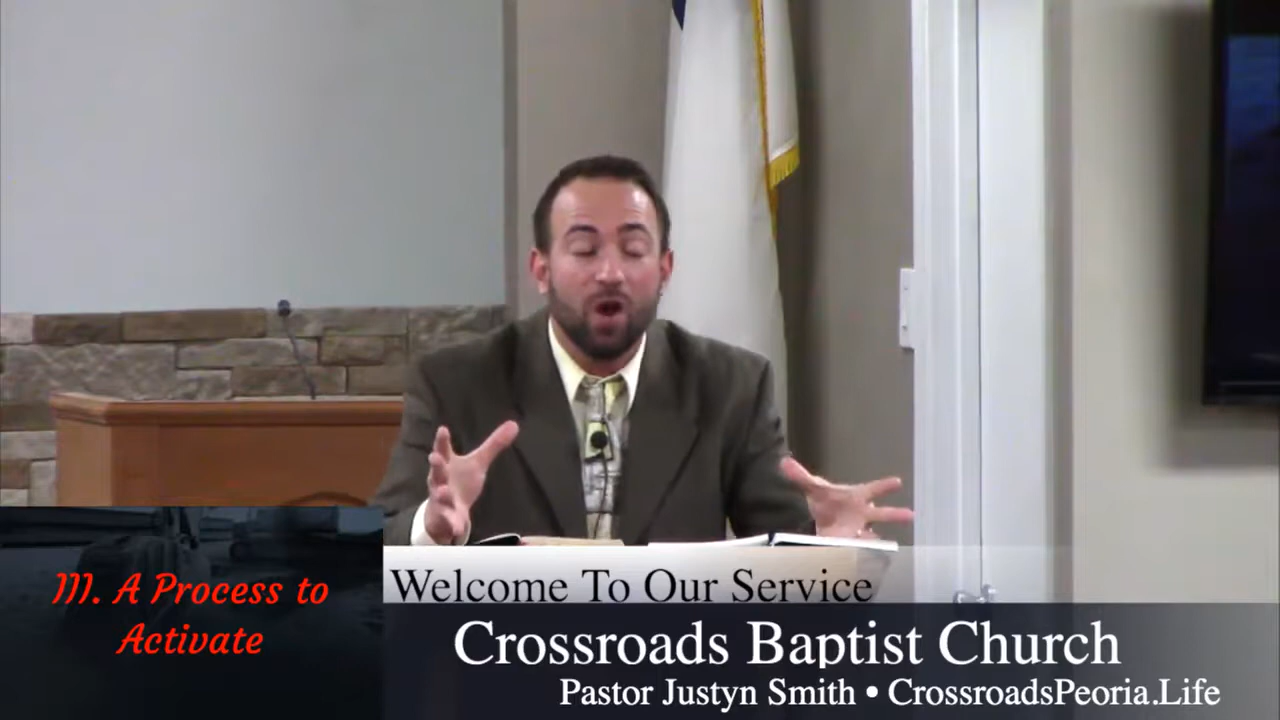 III. A Process to
Activate
Welcome To Our Service
Crossroads Baptist Church
Pastor Justyn Smith • CrossroadsPeoria.Life